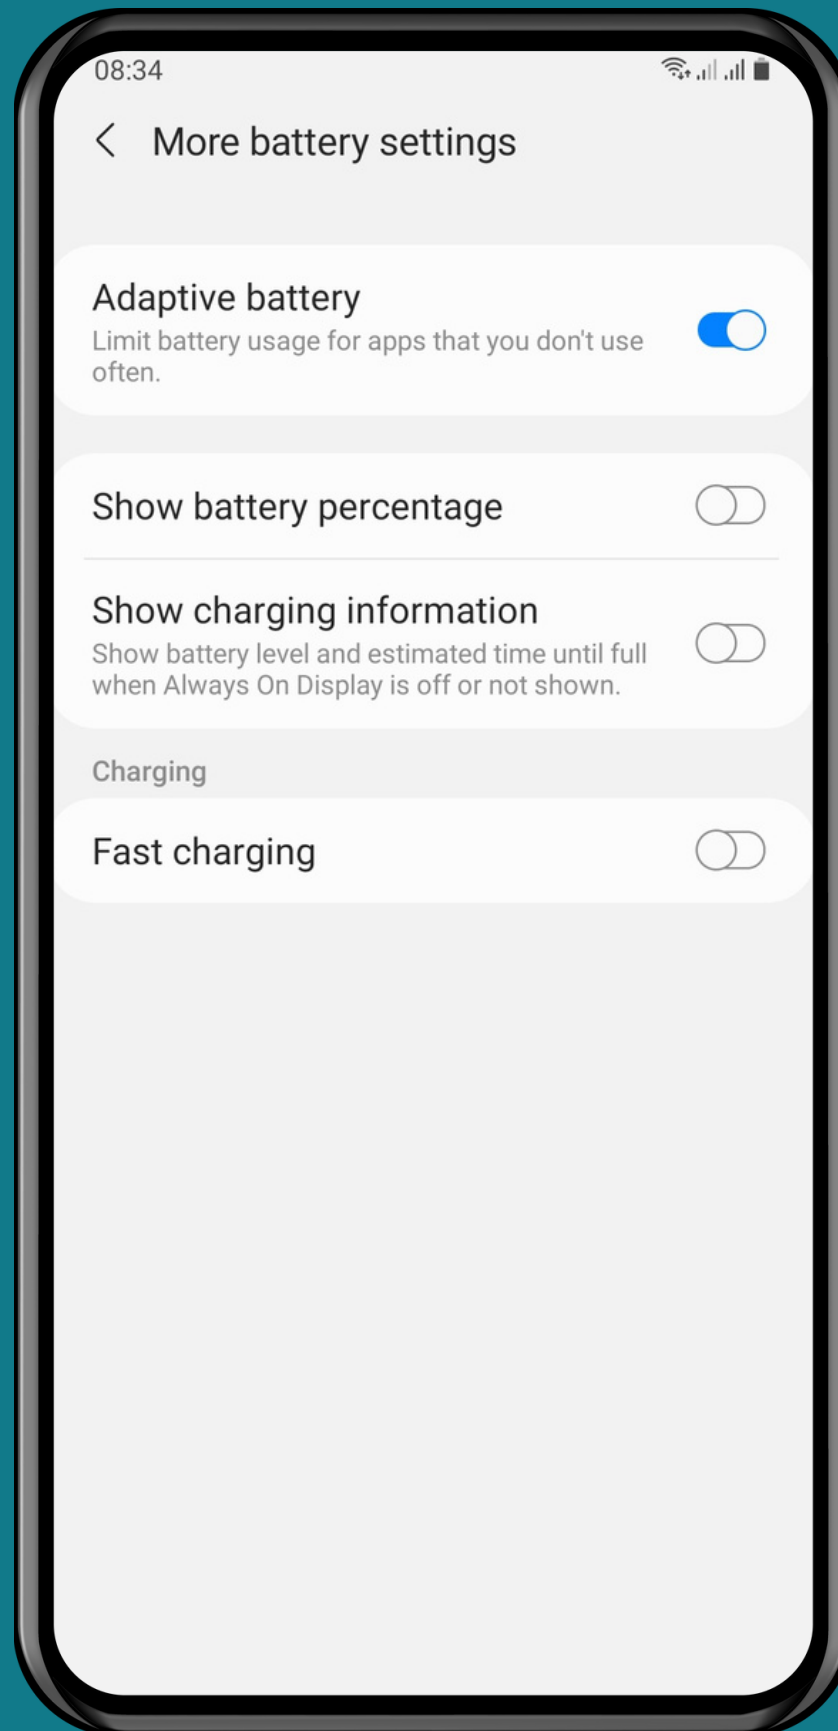 08:34
More battery settings
Adaptive battery
Limit battery usage for apps that you don't use
often.
Show battery percentage
Show charging information
Show battery level and estimated time until full
when Always On Display is off or not shown.
Charging
Fast charging